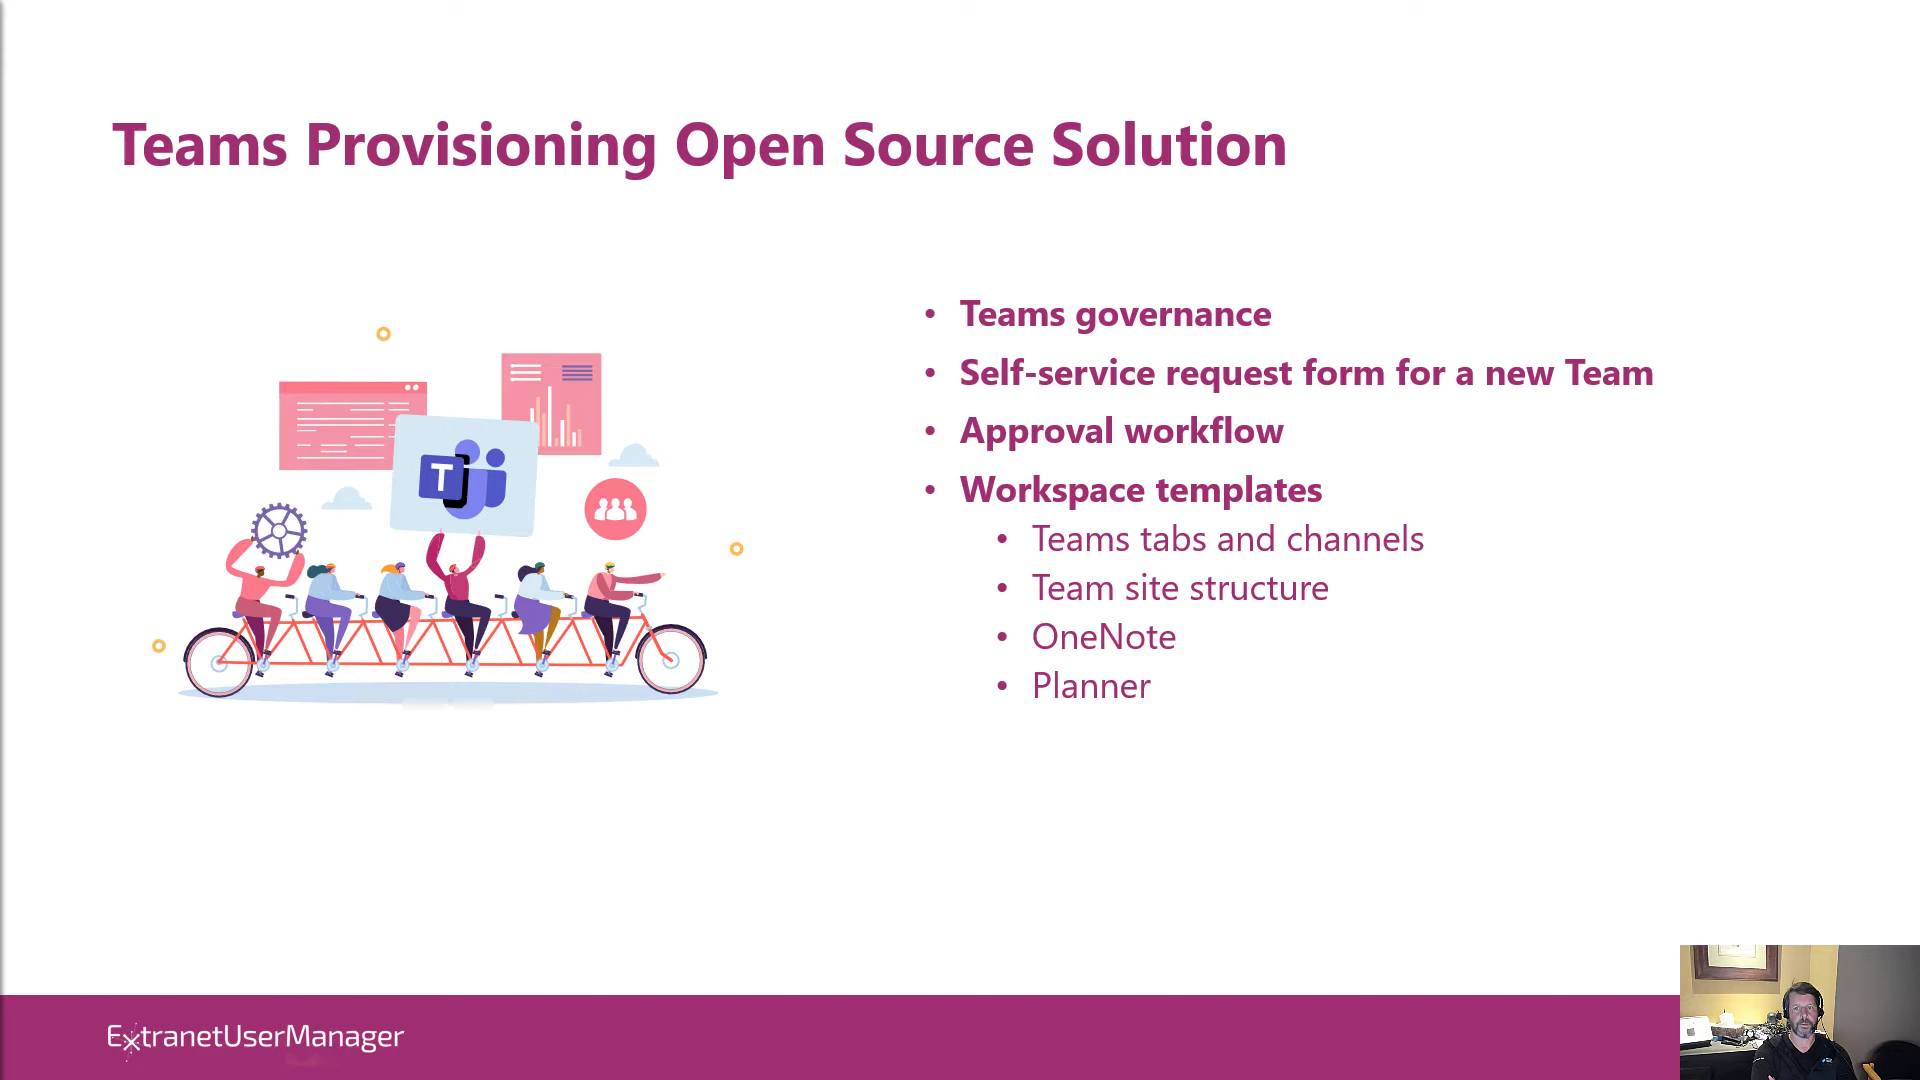 Teams Provisioning Open Source Solution
• Teams governance
• Self-service request form for a new Team
• Approval workflow
• Workspace templates
• Teams tabs and channels
• Team site structure
• OneNote
• Planner
T
ExtranetUserManager